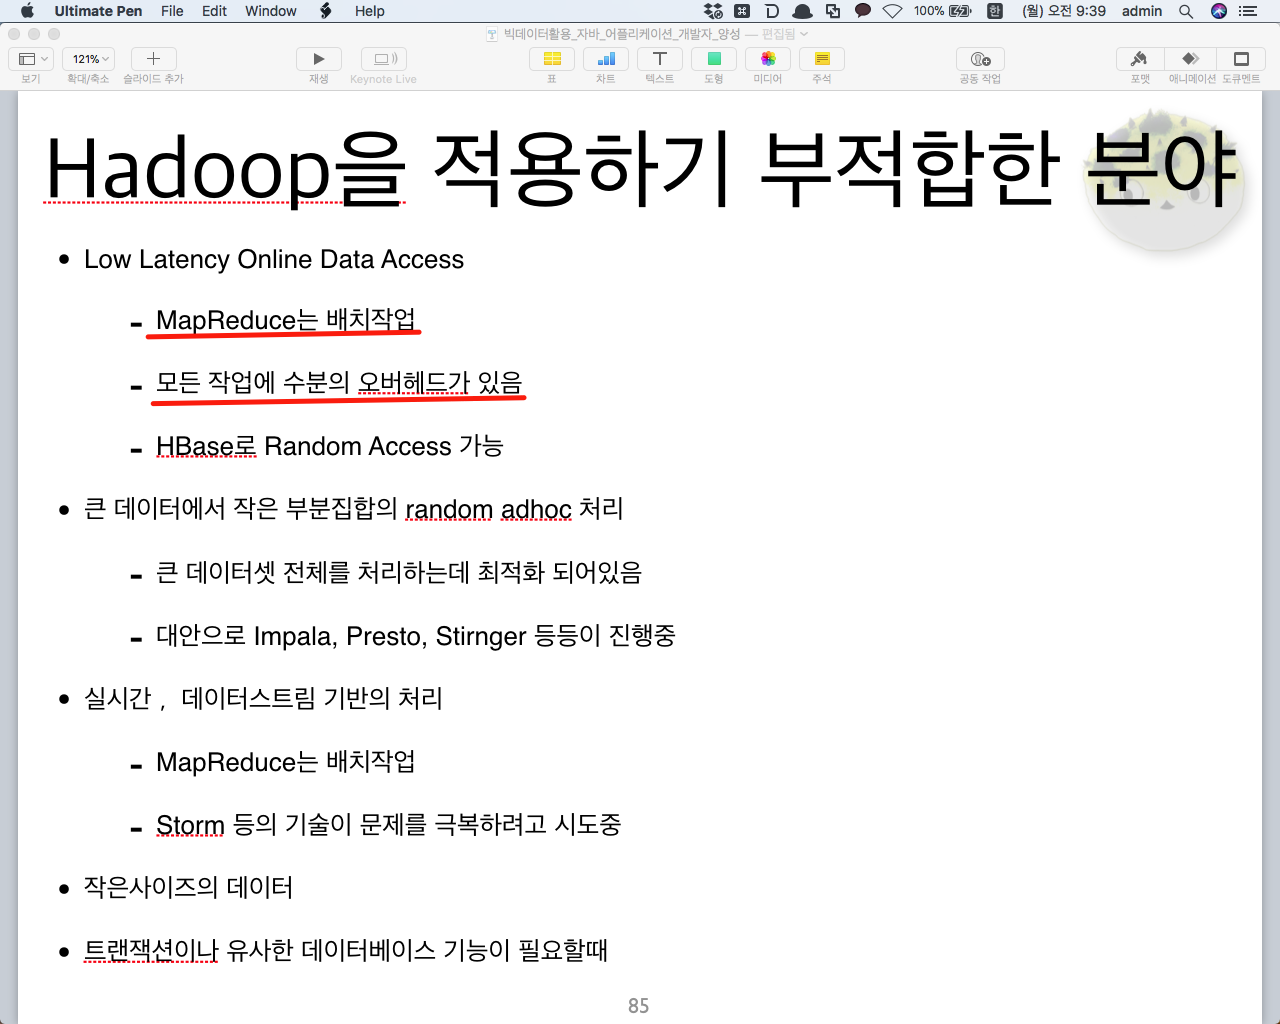 Ultimate Pen File Edit Window Help 100% 한 (월) 오전 9:39 admin
빅데이터활용_자바_어플리케이션_개발자_양성 — 편집됨
121%
보기 확대/축소 슬라이드 추가 재생 Keynote Live 표 차트 텍스트 도형 미디어 주석 공동 작업 포맷 애니메이션 도큐멘트
Hadoop을 적용하기 부적합한 분야
• Low Latency Online Data Access
- MapReduce는 배치작업
- 모든 작업에 수분의 오버헤드가 있음
- HBase로 Random Access 가능
• 큰 데이터에서 작은 부분집합의 random adhoc 처리
- 큰 데이터셋 전체를 처리하는데 최적화 되어있음
- 대안으로 Impala, Presto, Stirnger 등등이 진행중
• 실시간 , 데이터스트림 기반의 처리
- MapReduce는 배치작업
- Storm 등의 기술이 문제를 극복하려고 시도중
• 작은사이즈의 데이터
• 트랜잭션이나 유사한 데이터베이스 기능이 필요할때
85